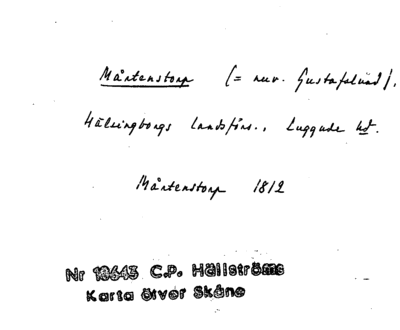 Mårtenstorp (= nuv. Gustafslund),
Hälsingborgs landsförs., Luggude hd.
Mårtenstorp 1812
Nr 18643 C.P. Hällströms
Karta över Skåne